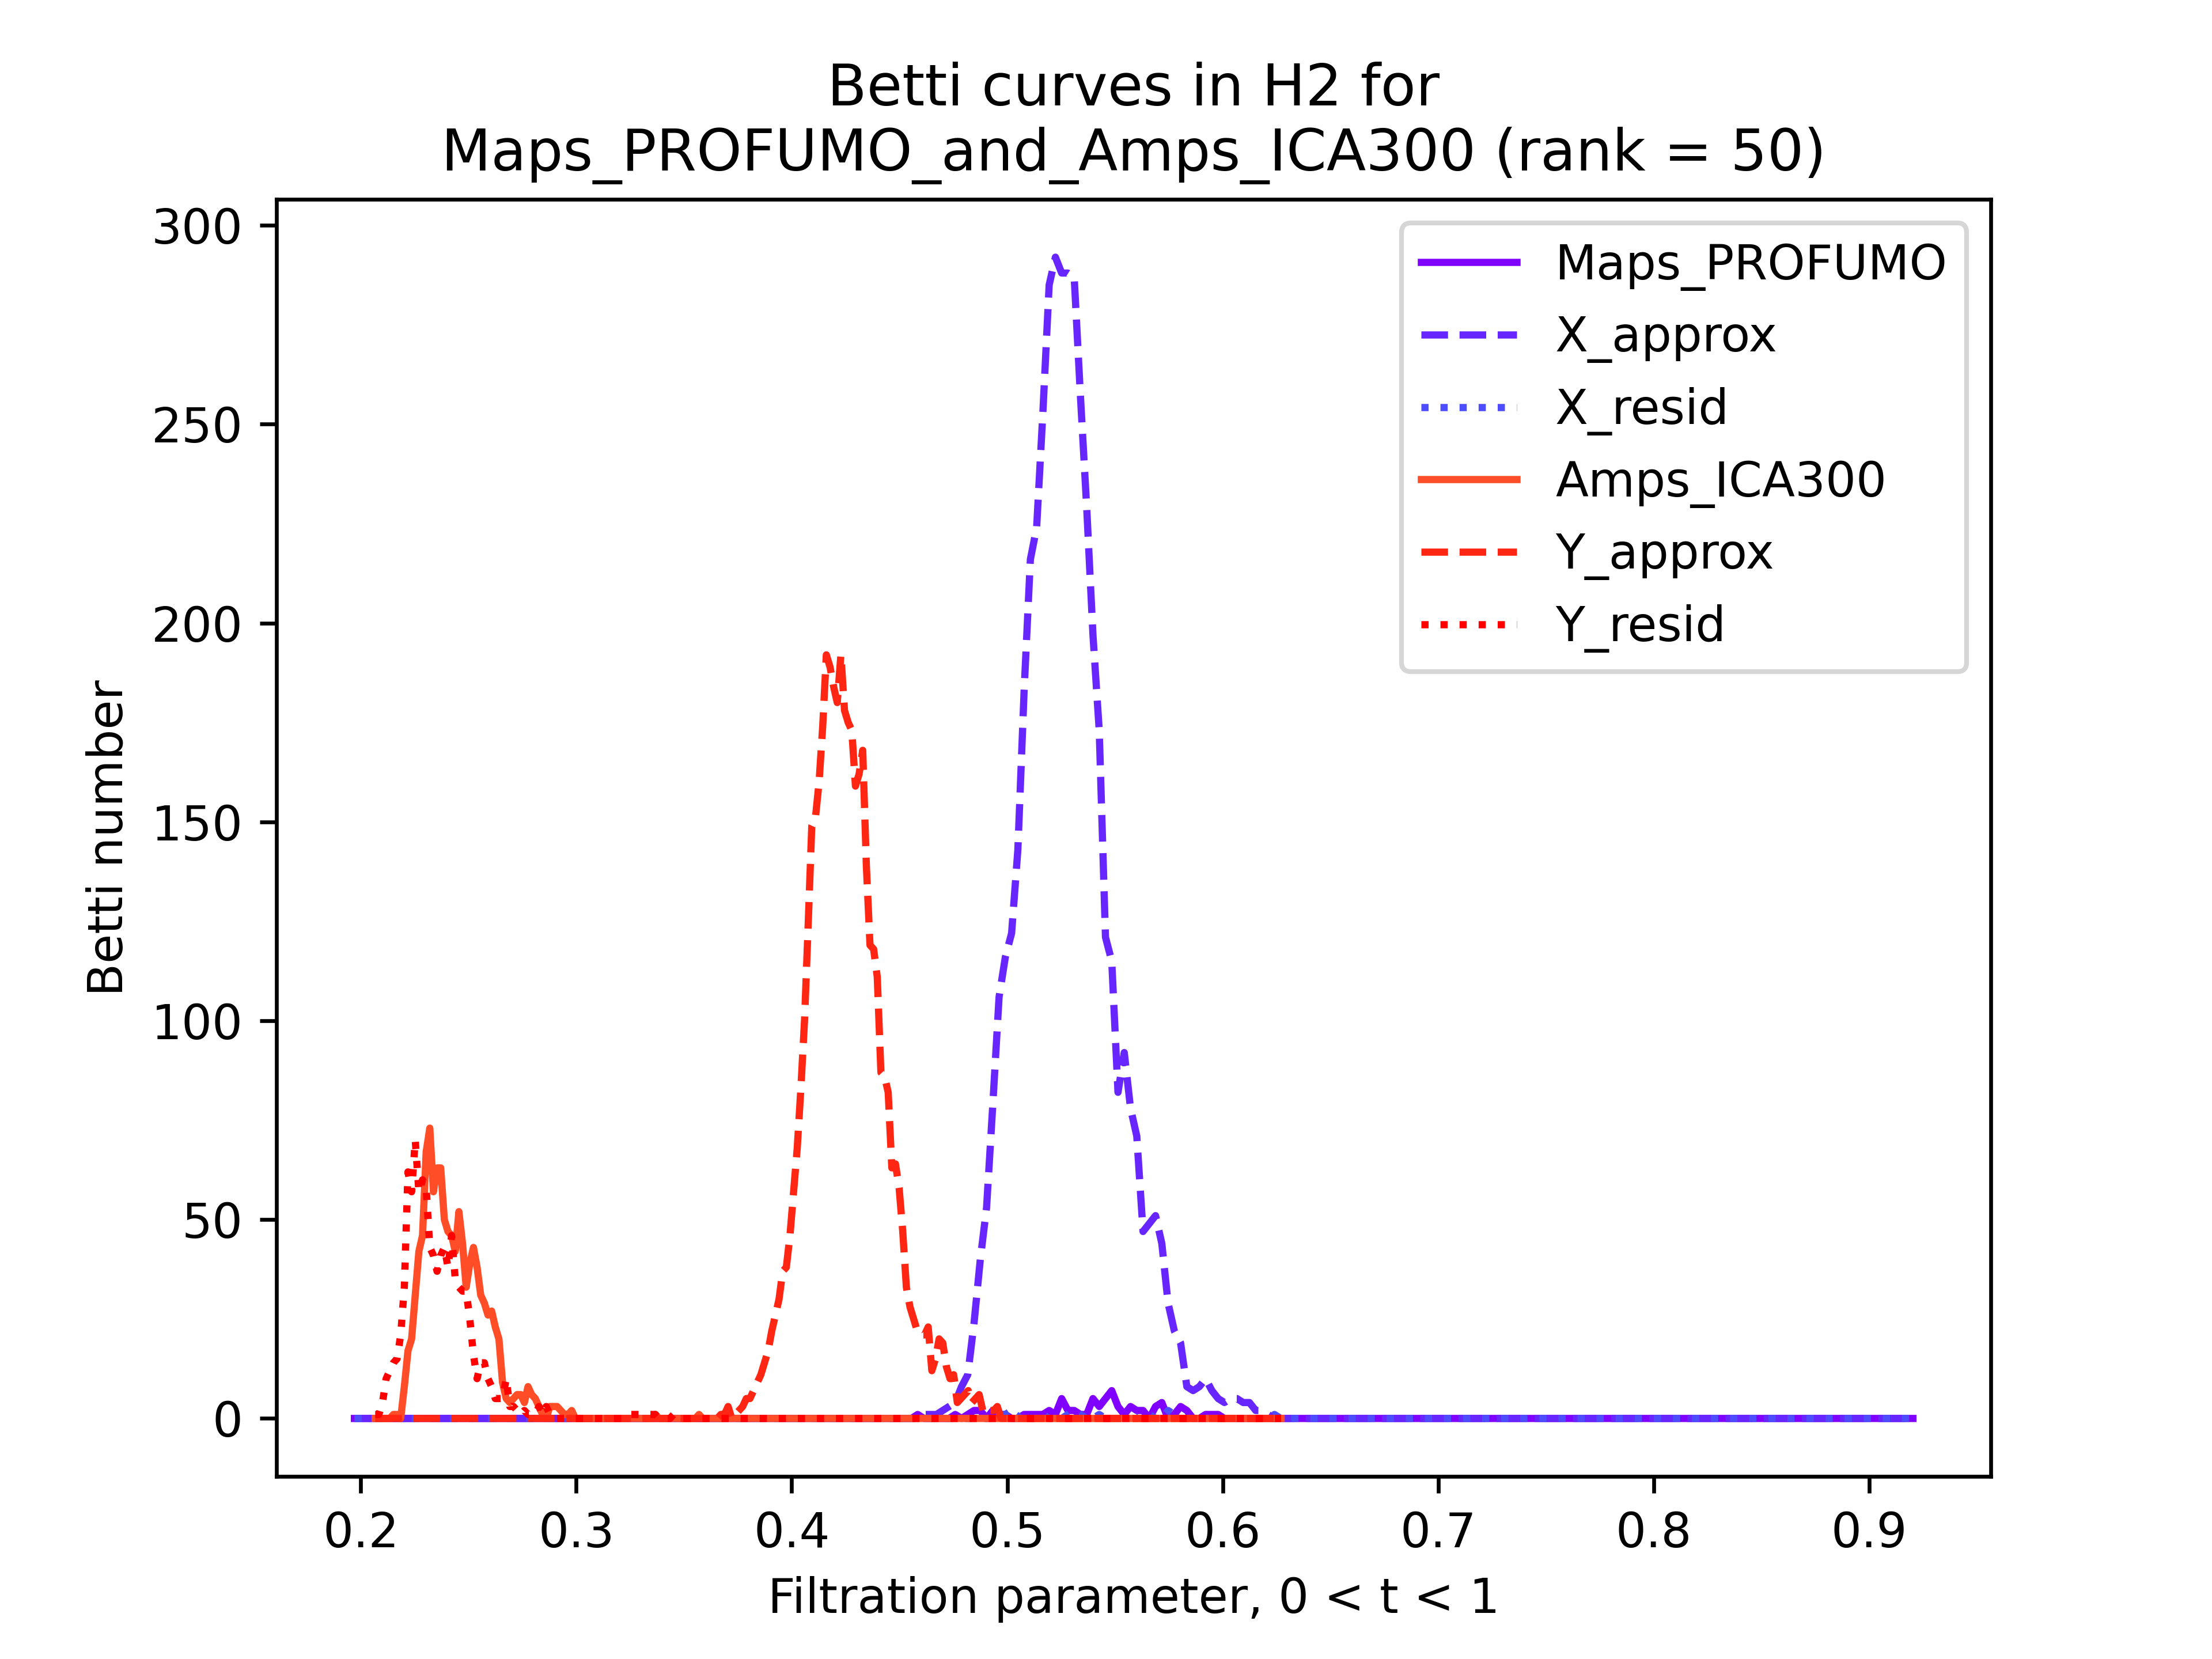 Betti curves in H2 for
Maps_PROFUMO_and_Amps_ICA300 (rank = 50)
300
250
200
150
100
50
0
Betti number
Maps_PROFUMO
X_approx
X_resid
Amps_ICA300
Y_approx
Y_resid
0.2 0.3 0.4 0.5 0.6 0.7 0.8 0.9
Filtration parameter, 0 < t < 1